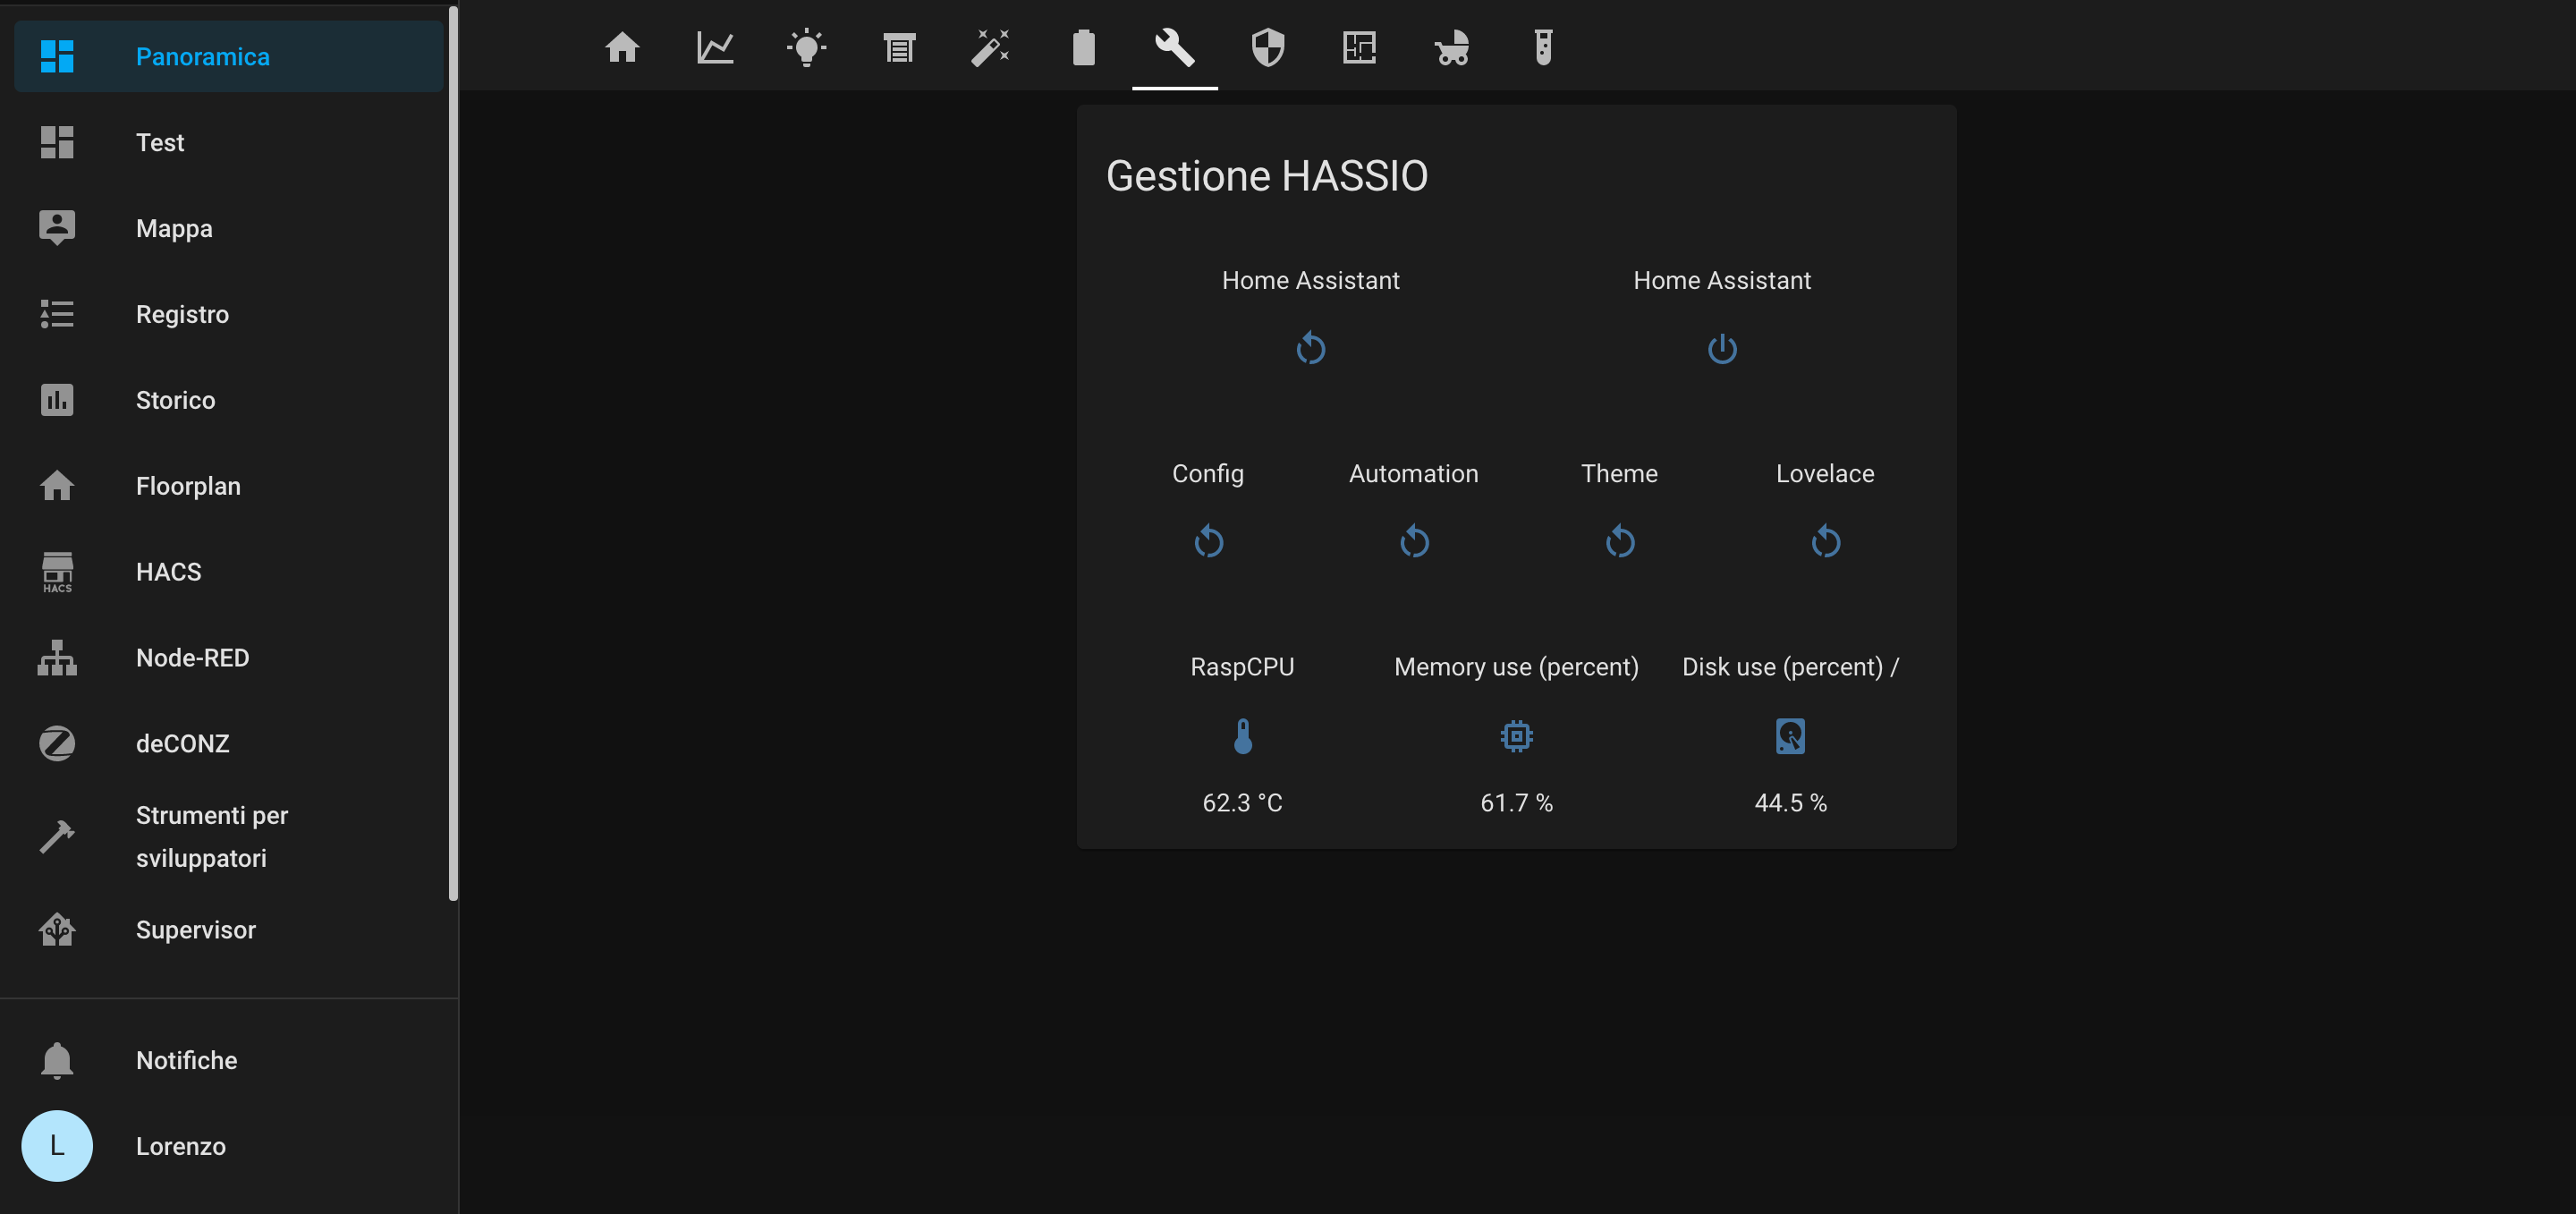 Panoramica
Test
Mappa
Registro
Storico
Floorplan
HACS
HACS
Node-RED
deCONZ
Strumenti per
sviluppatori
Supervisor
Notifiche
L
Lorenzo
Gestione HASSIO
Home Assistant
Home Assistant
Config
Automation
Theme
Lovelace
RaspCPU
Memory use (percent)
Disk use (percent) /
62.3 °C
61.7 %
44.5 %